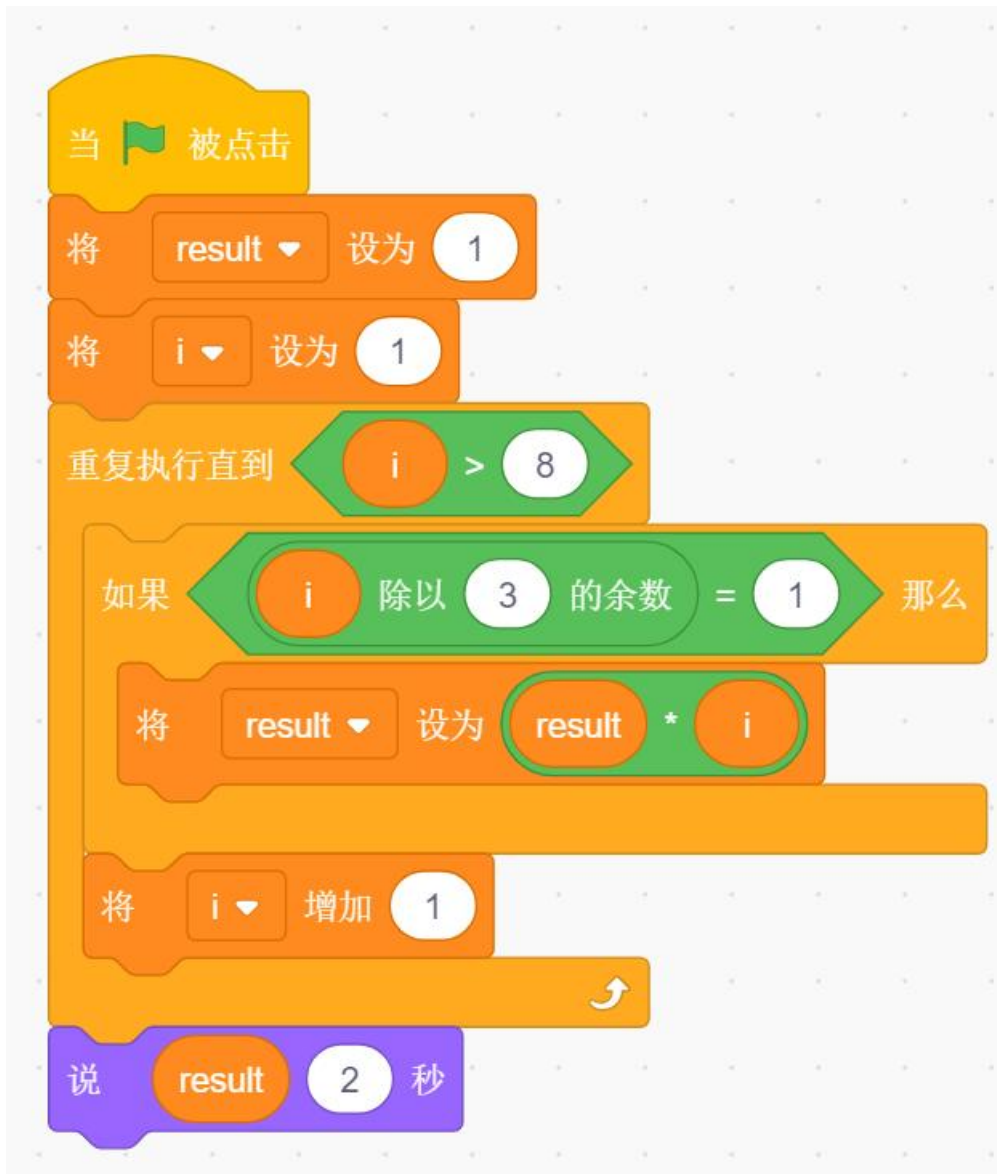 当 被点击
将 result 设为 1
将 i 设为 1
重复执行直到 i > 8
如果 i 除以 3 的余数 = 1 那么
将 result 设为 result * i
将 i 增加 1
说 result 2 秒